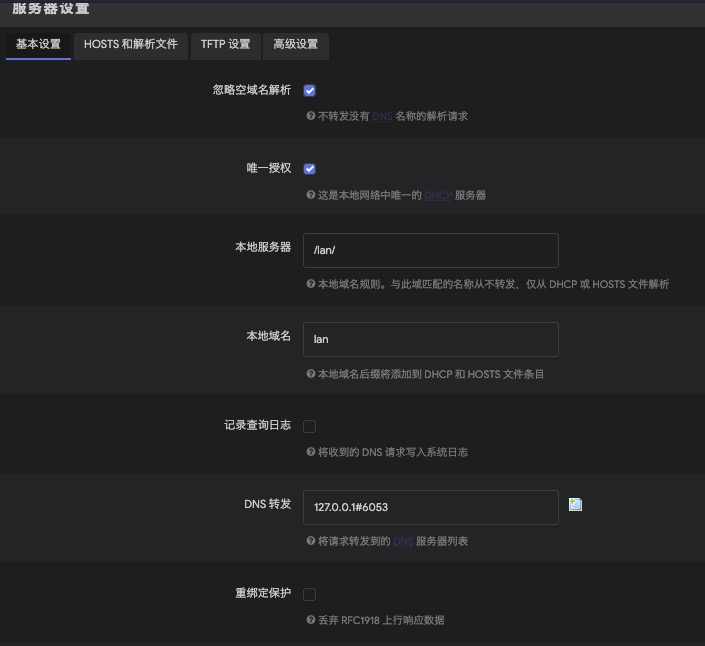 服务器设置
基本设置 HOSTS 和解析文件 TFTP 设置 高级设置
忽略空域名解析
不转发没有 DNS 名称的解析请求
唯一授权
这是本地网络中唯一的 DHCP 服务器
本地服务器 /lan/
本地域名规则。与此域匹配的名称从不转发，仅从 DHCP 或 HOSTS 文件解析
本地域名 lan
本地域名后缀将添加到 DHCP 和 HOSTS 文件条目
记录查询日志
将收到的 DNS 请求写入系统日志
DNS 转发 127.0.0.1#6053
将请求转发到的 DNS 服务器列表
重绑定保护
丢弃 RFC1918 上行响应数据